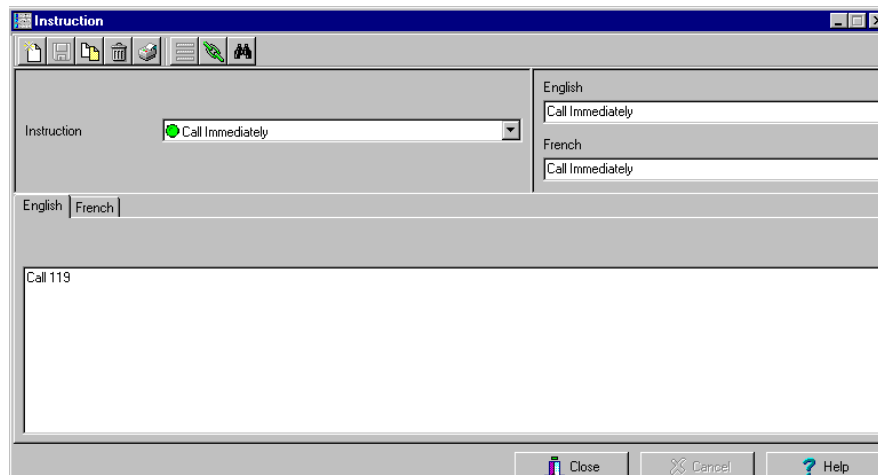 Instruction
English
Call Immediately
Instruction
Call Immediately
French
Call Immediately
English French
Call 119
Close Cancel Help